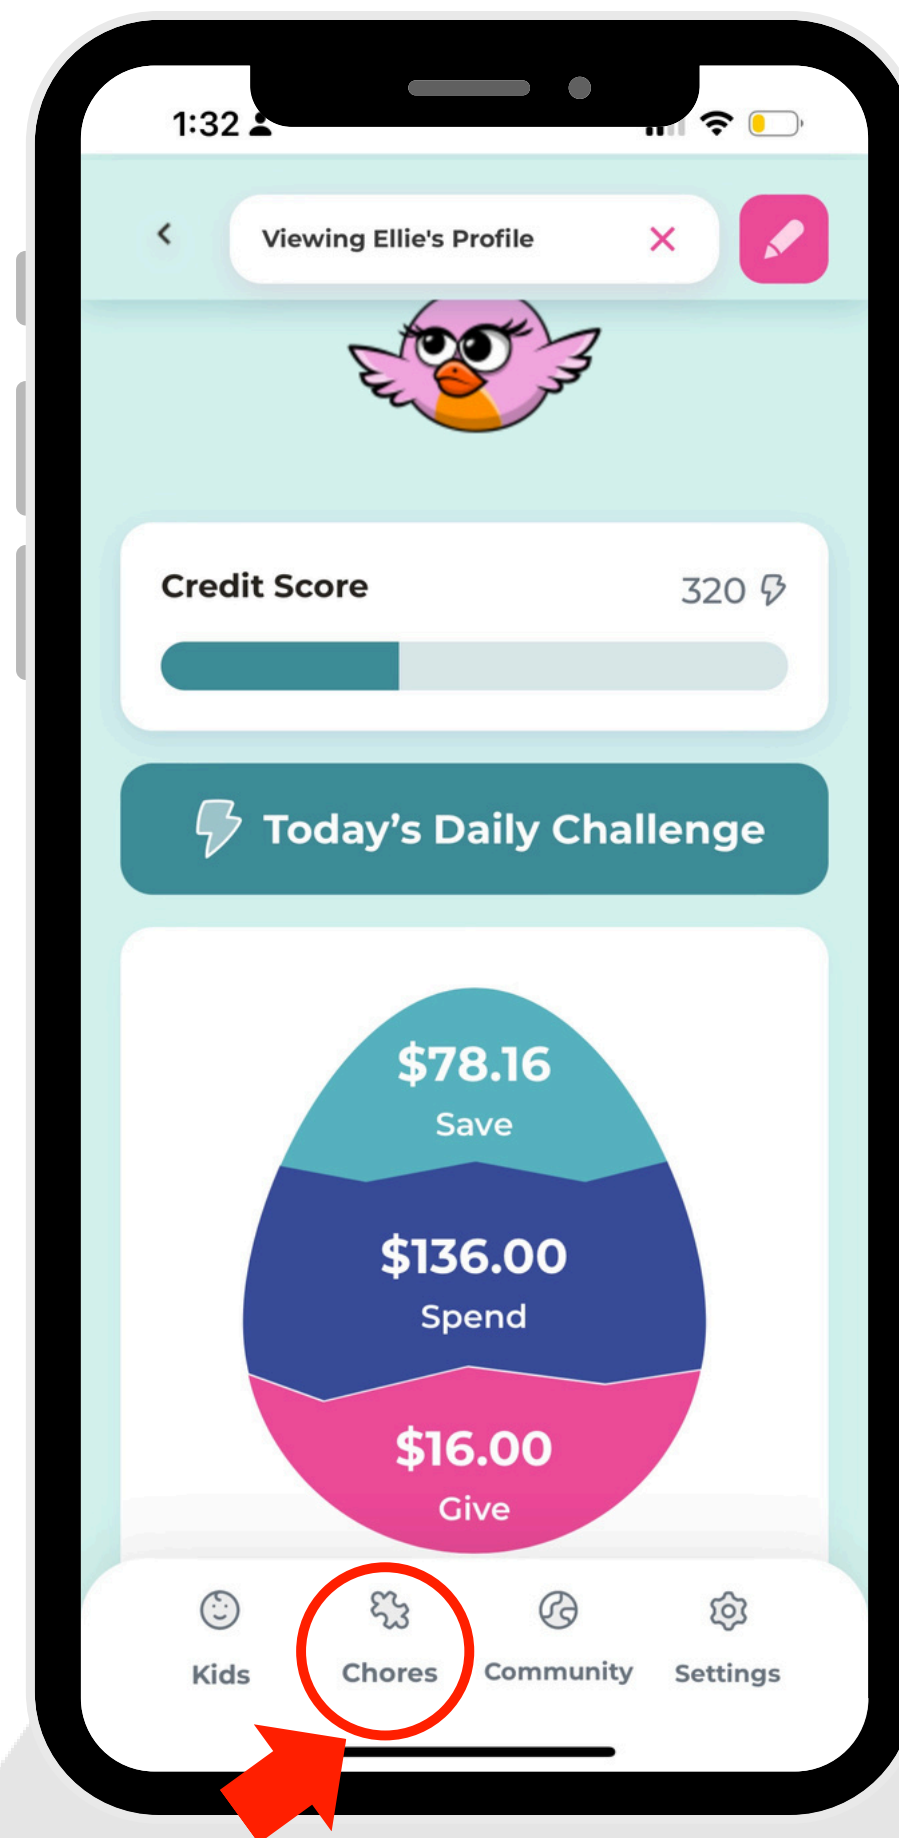 1:32
Viewing Ellie's Profile
Credit Score
320
Today's Daily Challenge
$78.16
Save
$136.00
Spend
$16.00
Give
Kids
Chores
Community
Settings